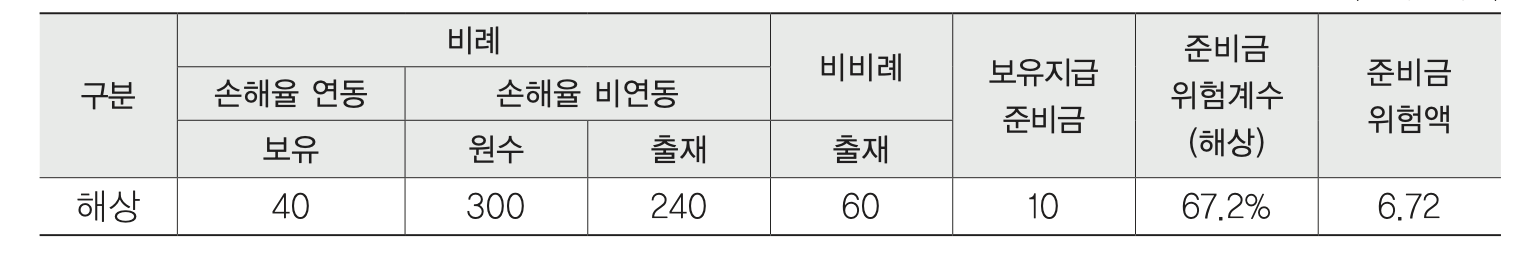 구분
비례
비비례
보유지급
준비금
준비금
위험계수
(해상)
준비금
위험액
손해율 연동
손해율 비연동
보유
원수
출재
출재
해상
40
300
240
60
10
67.2%
6.72